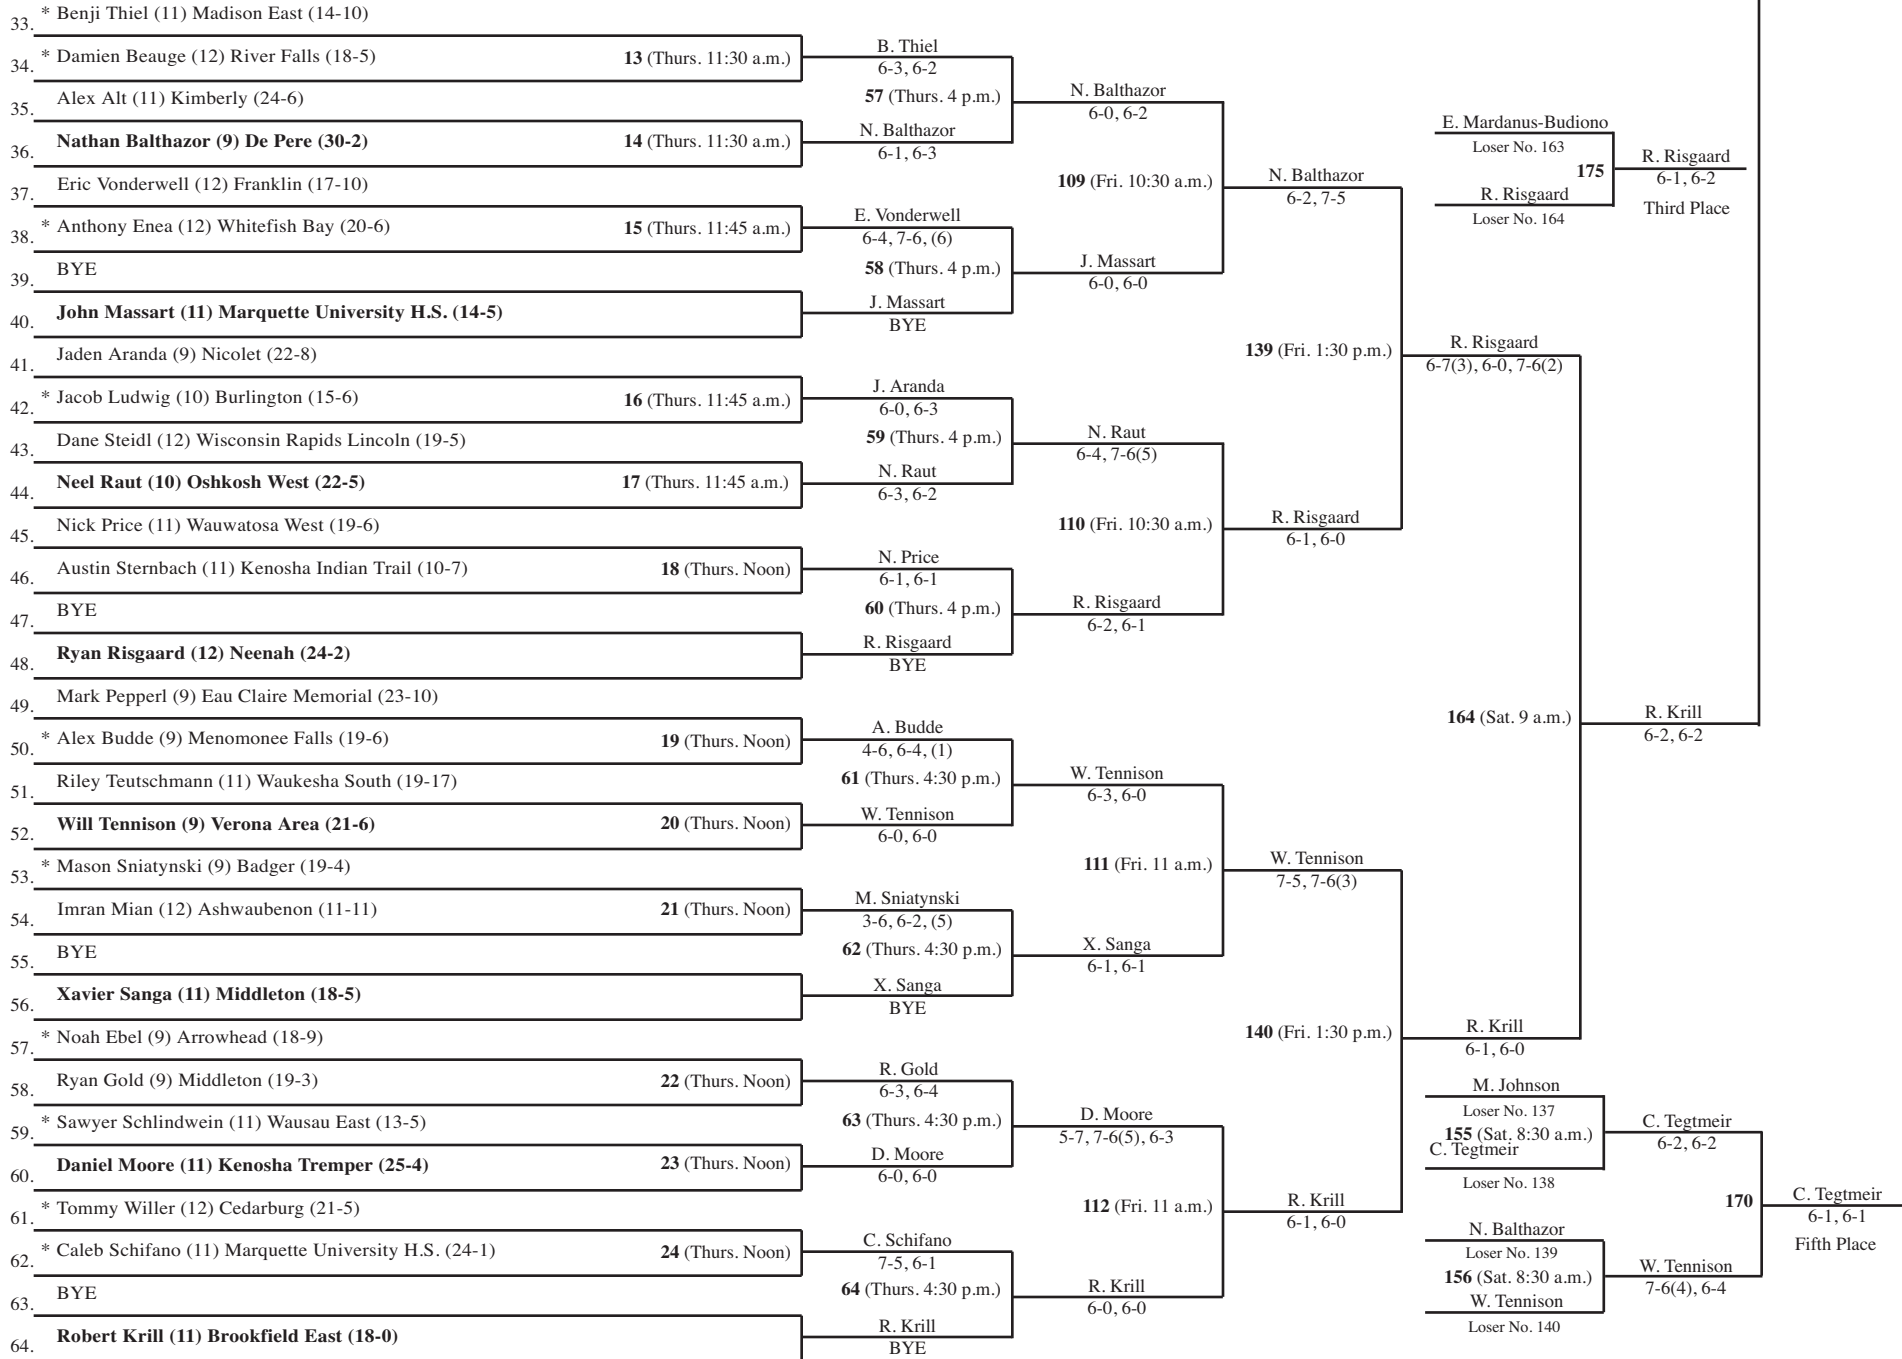 33. * Benji Thiel (11) Madison East (14-10)
34. * Damien Beauge (12) River Falls (18-5)
13 (Thurs. 11:30 a.m.)
35. Alex Alt (11) Kimberly (24-6)
36. Nathan Balthazor (9) De Pere (30-2)
14 (Thurs. 11:30 a.m.)
37. Eric Vonderwell (12) Franklin (17-10)
38. * Anthony Enea (12) Whitefish Bay (20-6)
15 (Thurs. 11:45 a.m.)
39. BYE
40. John Massart (11) Marquette University H.S. (14-5)
41. Jaden Aranda (9) Nicolet (22-8)
42. * Jacob Ludwig (10) Burlington (15-6)
16 (Thurs. 11:45 a.m.)
43. Dane Steidl (12) Wisconsin Rapids Lincoln (19-5)
44. Neel Raut (10) Oshkosh West (22-5)
17 (Thurs. 11:45 a.m.)
45. Nick Price (11) Wauwatosa West (19-6)
46. Austin Sternbach (11) Kenosha Indian Trail (10-7)
18 (Thurs. Noon)
47. BYE
48. Ryan Risgaard (12) Neenah (24-2)
49. Mark Pepperl (9) Eau Claire Memorial (23-10)
50. * Alex Budde (9) Menomonee Falls (19-6)
19 (Thurs. Noon)
51. Riley Teutschmann (11) Waukesha South (19-17)
52. Will Tennison (9) Verona Area (21-6)
20 (Thurs. Noon)
53. * Mason Sniatynski (9) Badger (19-4)
54. Imran Mian (12) Ashwaubenon (11-11)
21 (Thurs. Noon)
55. BYE
56. Xavier Sanga (11) Middleton (18-5)
57. * Noah Ebel (9) Arrowhead (18-9)
58. Ryan Gold (9) Middleton (19-3)
22 (Thurs. Noon)
59. * Sawyer Schlindwein (11) Wausau East (13-5)
60. Daniel Moore (11) Kenosha Tremper (25-4)
23 (Thurs. Noon)
61. * Tommy Willer (12) Cedarburg (21-5)
62. * Caleb Schifano (11) Marquette University H.S. (24-1)
24 (Thurs. Noon)
63. BYE
64. Robert Krill (11) Brookfield East (18-0)
B. Thiel
6-3, 6-2
57 (Thurs. 4 p.m.)
N. Balthazor
6-1, 6-3
E. Vonderwell
6-4, 7-6, (6)
58 (Thurs. 4 p.m.)
J. Massart
BYE
J. Aranda
6-0, 6-3
59 (Thurs. 4 p.m.)
N. Raut
6-3, 6-2
N. Price
6-1, 6-1
60 (Thurs. 4 p.m.)
R. Risgaard
BYE
A. Budde
4-6, 6-4, (1)
61 (Thurs. 4:30 p.m.)
W. Tennison
6-0, 6-0
M. Sniatynski
3-6, 6-2, (5)
62 (Thurs. 4:30 p.m.)
X. Sanga
BYE
R. Gold
6-3, 6-4
63 (Thurs. 4:30 p.m.)
D. Moore
6-0, 6-0
C. Schifano
7-5, 6-1
64 (Thurs. 4:30 p.m.)
R. Krill
BYE
N. Balthazor
6-0, 6-2
109 (Fri. 10:30 a.m.)
J. Massart
6-0, 6-0
N. Raut
6-4, 7-6(5)
110 (Fri. 10:30 a.m.)
R. Risgaard
6-2, 6-1
W. Tennison
6-3, 6-0
111 (Fri. 11 a.m.)
X. Sanga
6-1, 6-1
D. Moore
5-7, 7-6(5), 6-3
112 (Fri. 11 a.m.)
R. Krill
6-0, 6-0
N. Balthazor
6-2, 7-5
139 (Fri. 1:30 p.m.)
R. Risgaard
6-1, 6-0
W. Tennison
7-5, 7-6(3)
140 (Fri. 1:30 p.m.)
R. Krill
6-1, 6-0
R. Risgaard
6-7(3), 6-0, 7-6(2)
164 (Sat. 9 a.m.)
R. Krill
6-1, 6-0
R. Krill
6-2, 6-2
E. Mardanus-Budiono
Loser No. 163
175
R. Risgaard
Loser No. 164
R. Risgaard
6-1, 6-2
Third Place
M. Johnson
Loser No. 137
155 (Sat. 8:30 a.m.)
C. Tegtmeir
Loser No. 138
C. Tegtmeir
6-2, 6-2
N. Balthazor
Loser No. 139
156 (Sat. 8:30 a.m.)
W. Tennison
Loser No. 140
W. Tennison
7-6(4), 6-4
170
C. Tegtmeir
6-1, 6-1
Fifth Place